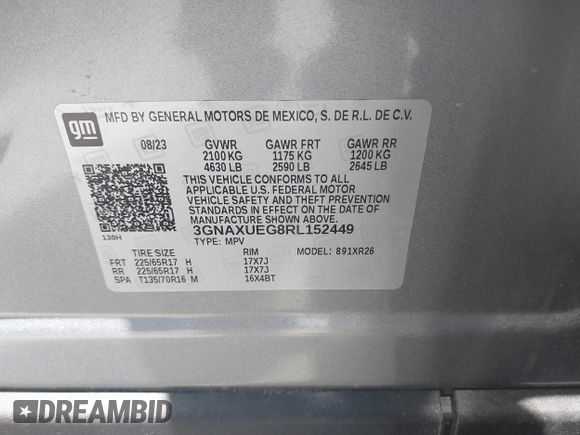 gm
MFD BY GENERAL MOTORS DE MEXICO, S. DE R.L. DE C.V.
08/23 GVWR GAWR FRT GAWR RR
2100 KG 1175 KG 1200 KG
4630 LB 2590 LB 2645 LB
THIS VEHICLE CONFORMS TO ALL
APPLICABLE U.S. FEDERAL MOTOR
VEHICLE SAFETY AND THEFT PREVENTION
STANDARDS IN EFFECT ON THE DATE OF
MANUFACTURE SHOWN ABOVE.
3GNAXUEG8RL152449
130H TYPE: MPV
TIRE SIZE RIM MODEL: 891XR26
FRT 225/65R17 H 17X7J
RR 225/65R17 H 17X7J
SPA T135/70R16 M 16X4BT
DREAMBID